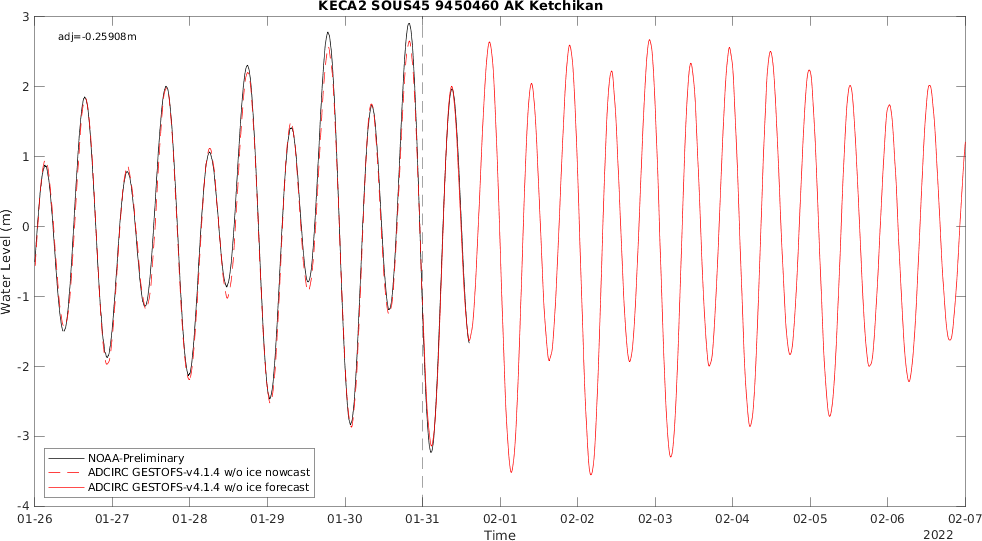 KECA2 SOUS45 9450460 AK Ketchikan
adj=-0.25908m
3
2
1
0
-1
-2
-3
-4
Water Level (m)
NOAA-Preliminary
ADCIRC GESTOFS-v4.1.4 w/o ice nowcast
ADCIRC GESTOFS-v4.1.4 w/o ice forecast
01-26 01-27 01-28 01-29 01-30 01-31 02-01 02-02 02-03 02-04 02-05 02-06 02-07
Time
2022